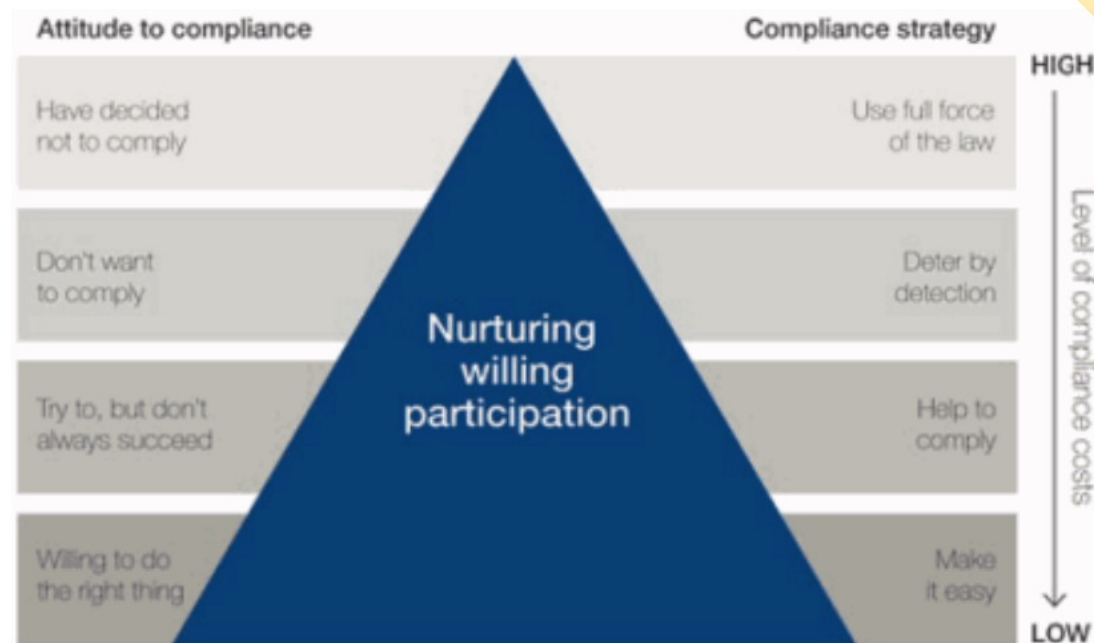 Attitude to compliance
Compliance strategy
HIGH
Have decided
not to comply
Use full force
of the law
Don't want
to comply
Deter by
detection
Nurturing
willing
participation
Try to, but don't
always succeed
Help to
comply
Willing to do
the right thing
Make
it easy
Level of compliance costs
LOW